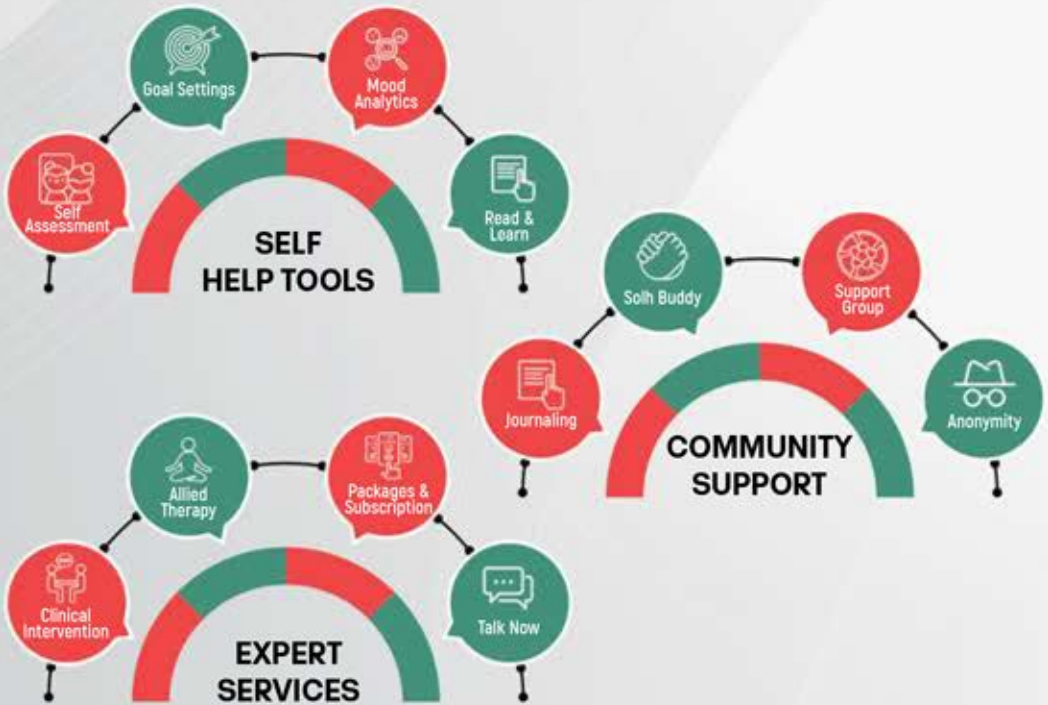 Goal Settings
Mood
Analytics
Self
Assessment
Read &
Learn
SELF
HELP TOOLS
Solh Buddy
Support
Group
Journaling
Anonymity
COMMUNITY
SUPPORT
Allied
Therapy
Packages &
Subscription
Clinical
Intervention
Talk Now
EXPERT
SERVICES